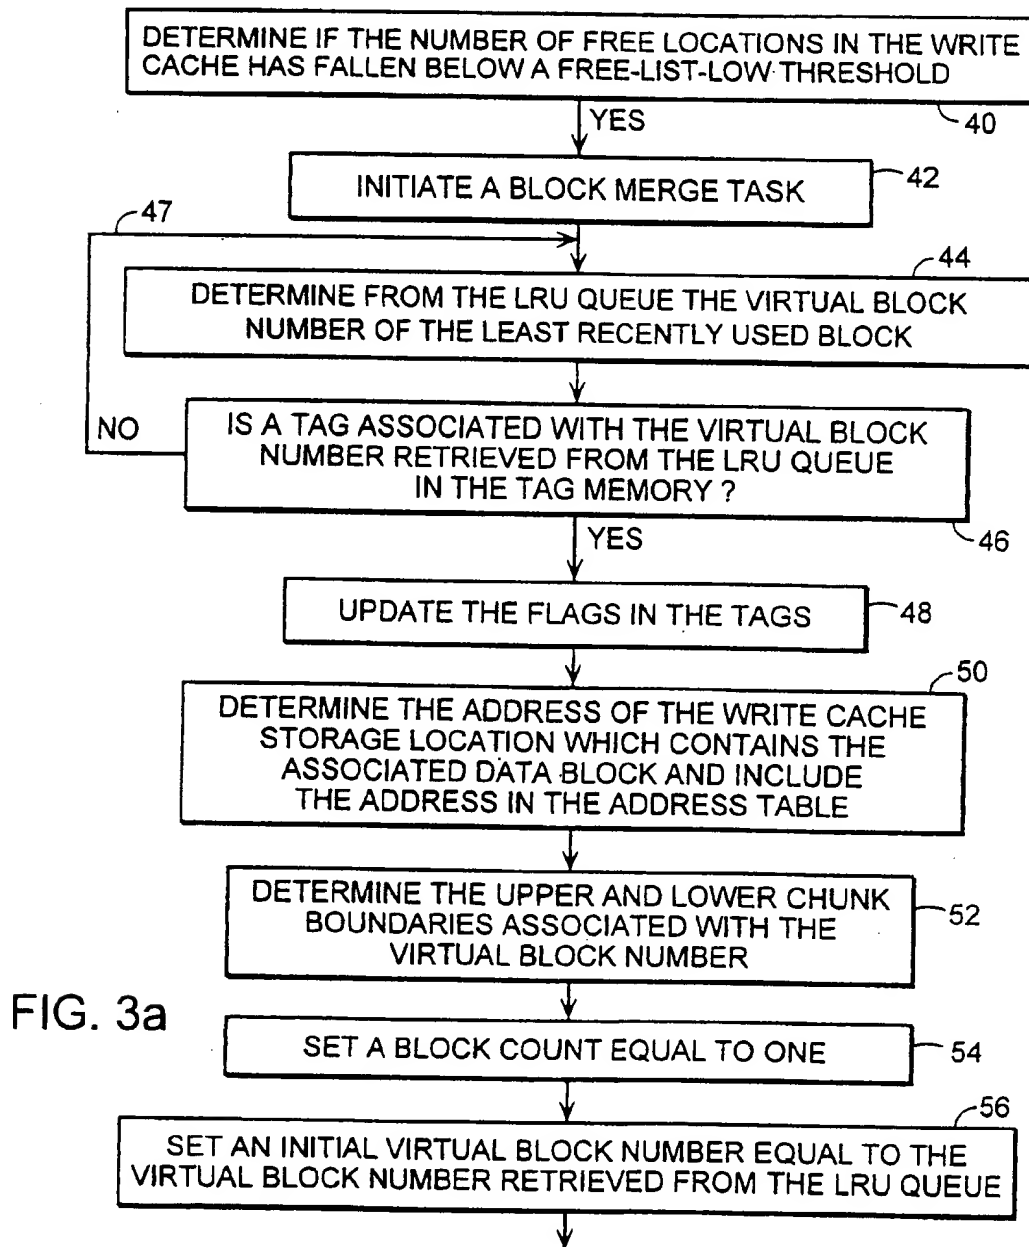 DETERMINE IF THE NUMBER OF FREE LOCATIONS IN THE WRITE
CACHE HAS FALLEN BELOW A FREE-LIST-LOW THRESHOLD
40
YES
INITIATE A BLOCK MERGE TASK
42
47
44
DETERMINE FROM THE LRU QUEUE THE VIRTUAL BLOCK
NUMBER OF THE LEAST RECENTLY USED BLOCK
NO
IS A TAG ASSOCIATED WITH THE VIRTUAL BLOCK
NUMBER RETRIEVED FROM THE LRU QUEUE
IN THE TAG MEMORY ?
46
YES
UPDATE THE FLAGS IN THE TAGS
48
50
DETERMINE THE ADDRESS OF THE WRITE CACHE
STORAGE LOCATION WHICH CONTAINS THE
ASSOCIATED DATA BLOCK AND INCLUDE
THE ADDRESS IN THE ADDRESS TABLE
DETERMINE THE UPPER AND LOWER CHUNK
BOUNDARIES ASSOCIATED WITH THE
VIRTUAL BLOCK NUMBER
52
FIG. 3a
SET A BLOCK COUNT EQUAL TO ONE
54
56
SET AN INITIAL VIRTUAL BLOCK NUMBER EQUAL TO THE
VIRTUAL BLOCK NUMBER RETRIEVED FROM THE LRU QUEUE